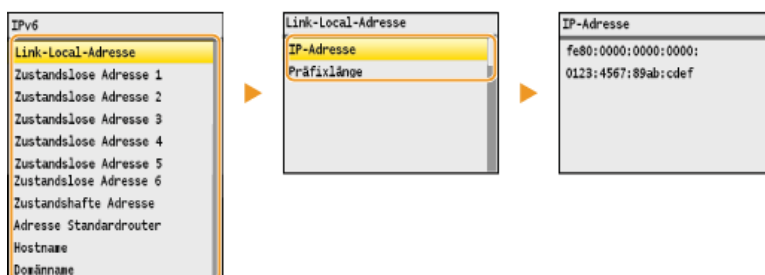 IPv6
Link-Local-Adresse
Zustandslose Adresse 1
Zustandslose Adresse 2
Zustandslose Adresse 3
Zustandslose Adresse 4
Zustandslose Adresse 5
Zustandslose Adresse 6
Zustandshafte Adresse
Adresse Standardrouter
Hostname
Domänname
Link-Local-Adresse
IP-Adresse
Präfixlänge
IP-Adresse
fe80:0000:0000:0000:
0123:4567:89ab:cdef